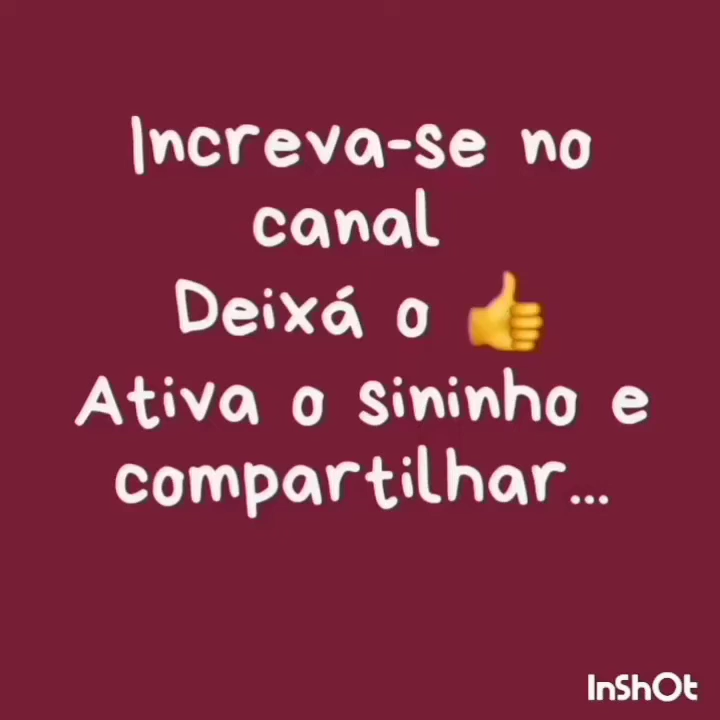 Increva-se no
canal
Deixá o 👍
Ativa o sininho e
compartilhar...
InShOt